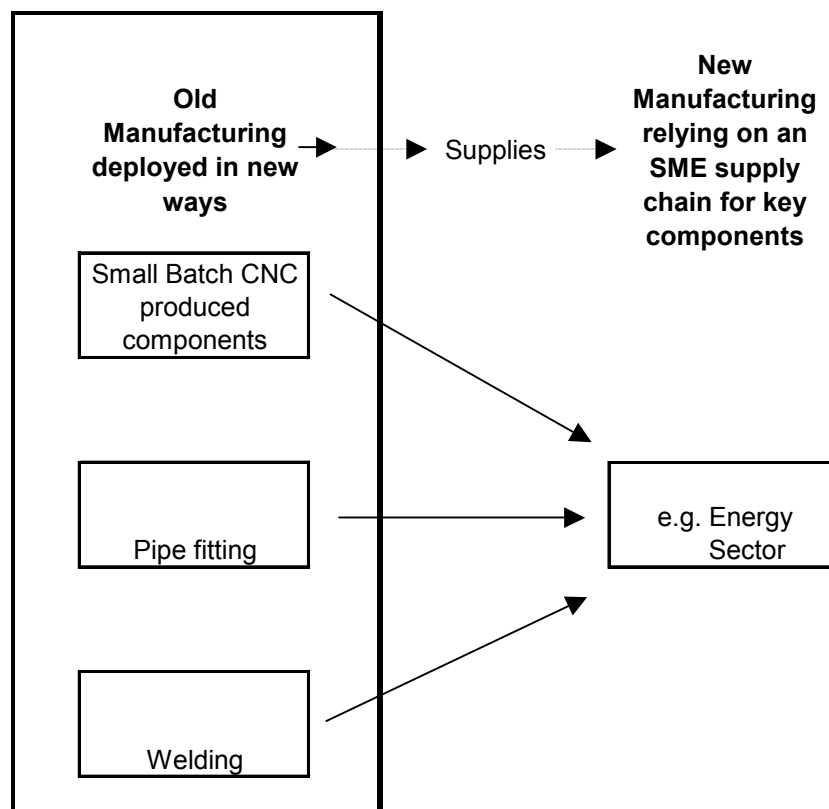 Old
Manufacturing
deployed in new
ways
Supplies
New
Manufacturing
relying on an
SME supply
chain for key
components
Small Batch CNC
produced
components
Pipe fitting
e.g. Energy
Sector
Welding